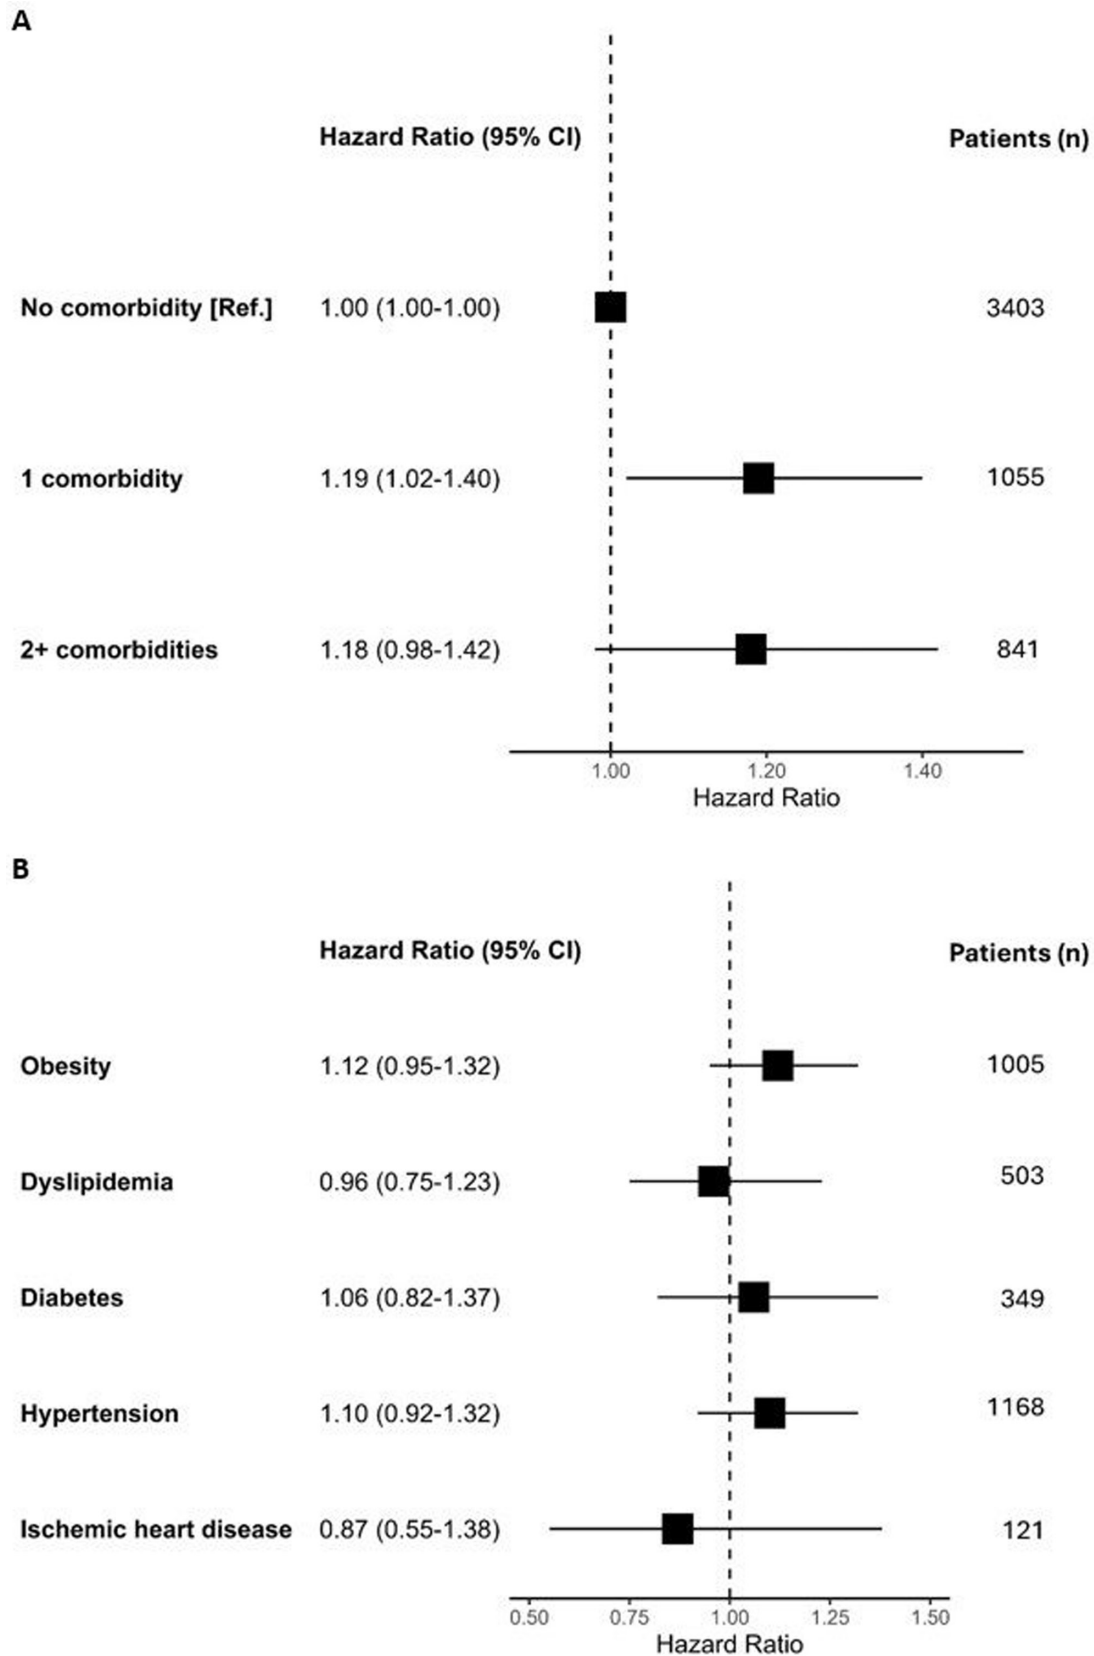 A
Hazard Ratio (95% CI) Patients (n)
No comorbidity [Ref.] 1.00 (1.00-1.00) 3403
1 comorbidity 1.19 (1.02-1.40) 1055
2+ comorbidities 1.18 (0.98-1.42) 841
1.00 1.20 1.40
Hazard Ratio
B
Hazard Ratio (95% CI) Patients (n)
Obesity 1.12 (0.95-1.32) 1005
Dyslipidemia 0.96 (0.75-1.23) 503
Diabetes 1.06 (0.82-1.37) 349
Hypertension 1.10 (0.92-1.32) 1168
Ischemic heart disease 0.87 (0.55-1.38) 121
0.50 0.75 1.00 1.25 1.50
Hazard Ratio